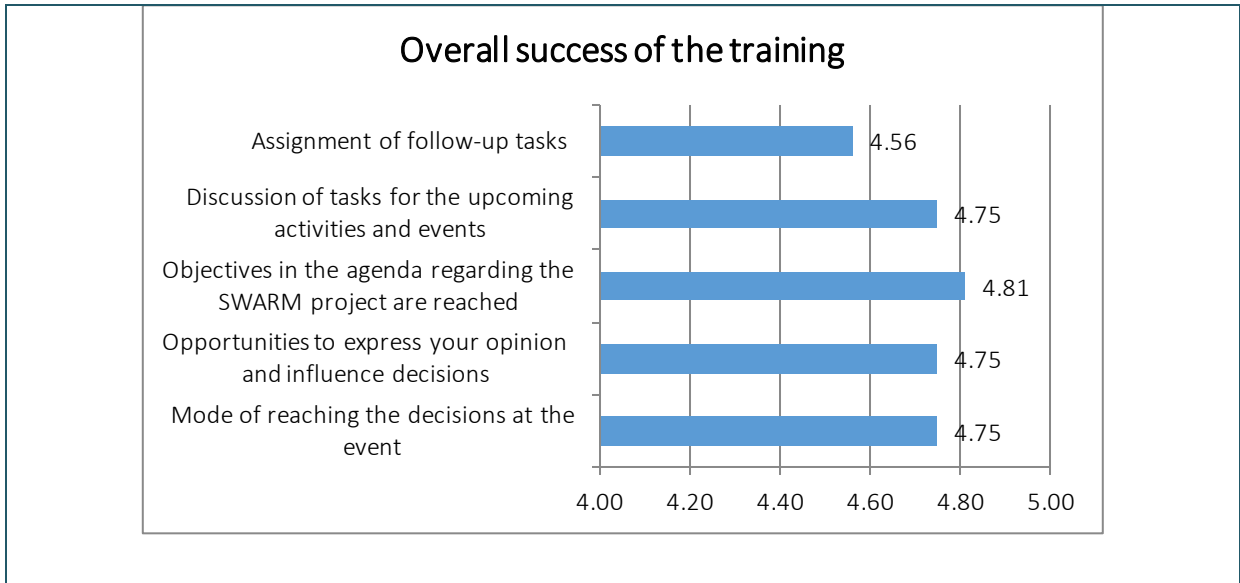 Overall success of the training
Assignment of follow-up tasks
4.56
Discussion of tasks for the upcoming
activities and events
4.75
Objectives in the agenda regarding the
SWARM project are reached
4.81
Opportunities to express your opinion
and influence decisions
4.75
Mode of reaching the decisions at the
event
4.75
4.00 4.20 4.40 4.60 4.80 5.00